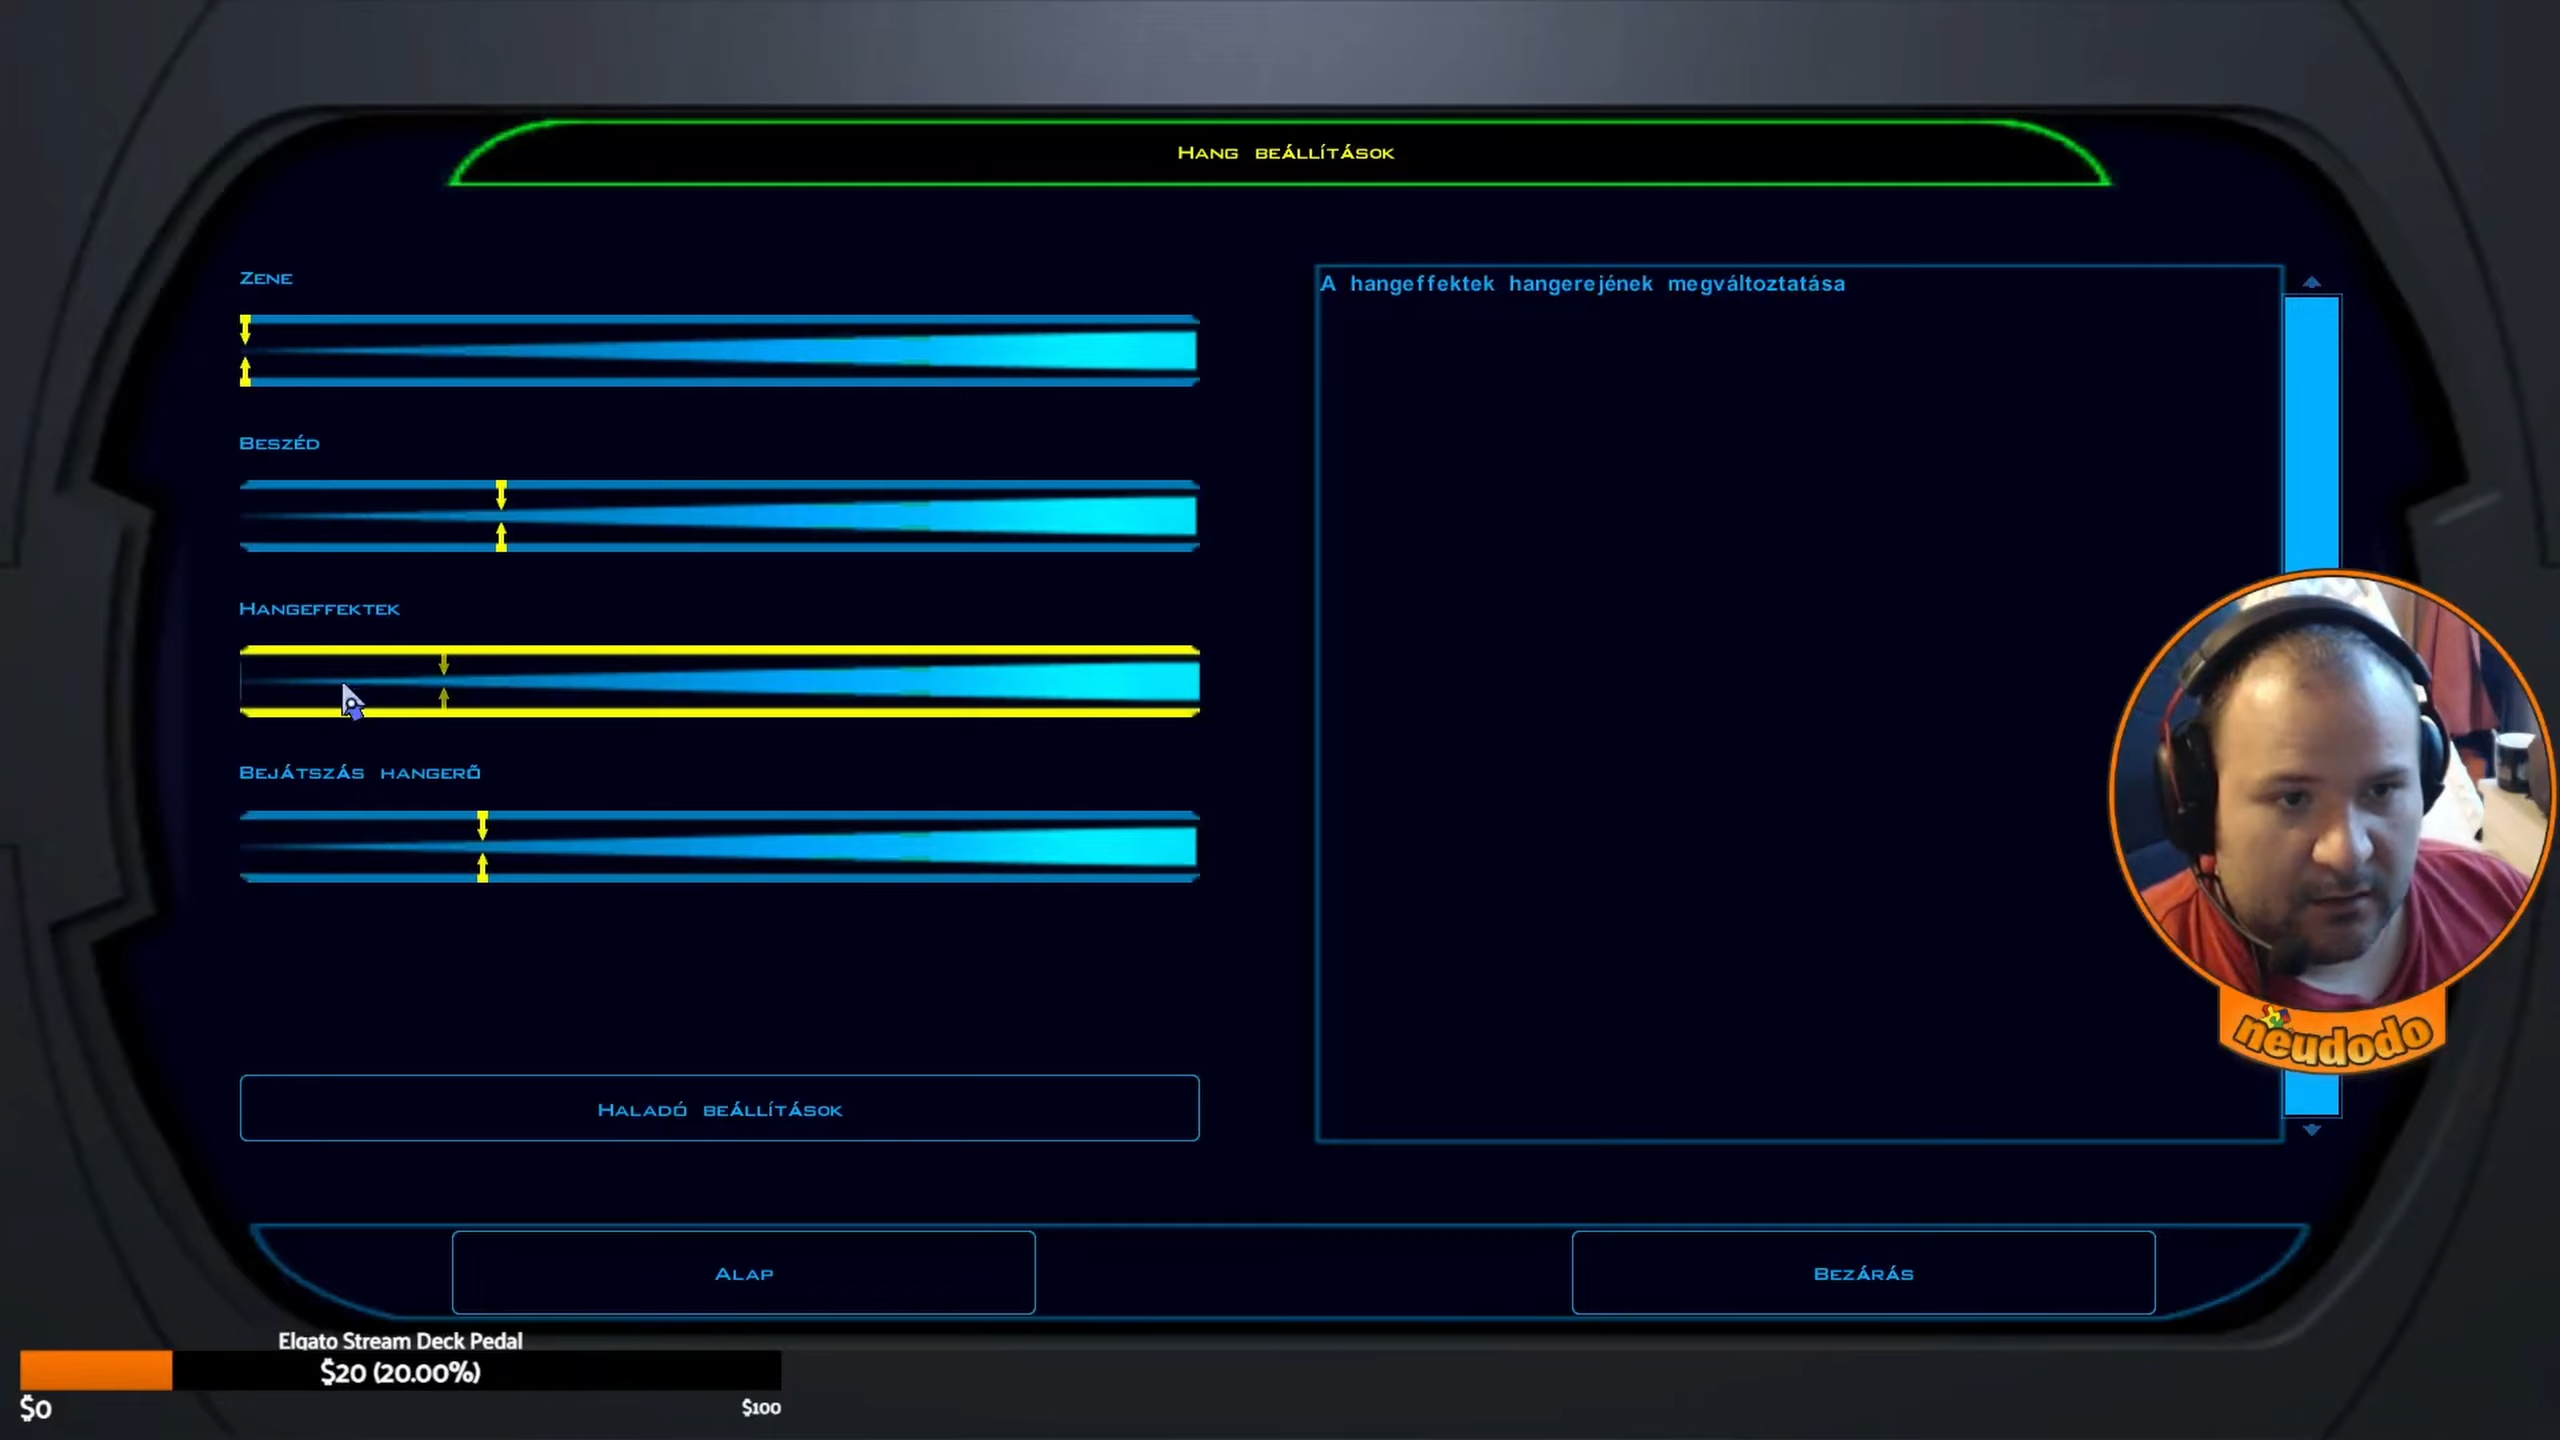 Hang beállítások
Zene
A hangeffektek hangerejének megváltoztatása
Beszéd
Hangeffektek
Bejátszás hangerő
Haladó beállítások
Alap
Bezárás
neudodo
Elgato Stream Deck Pedal
$20 (20.00%)
$0
$100